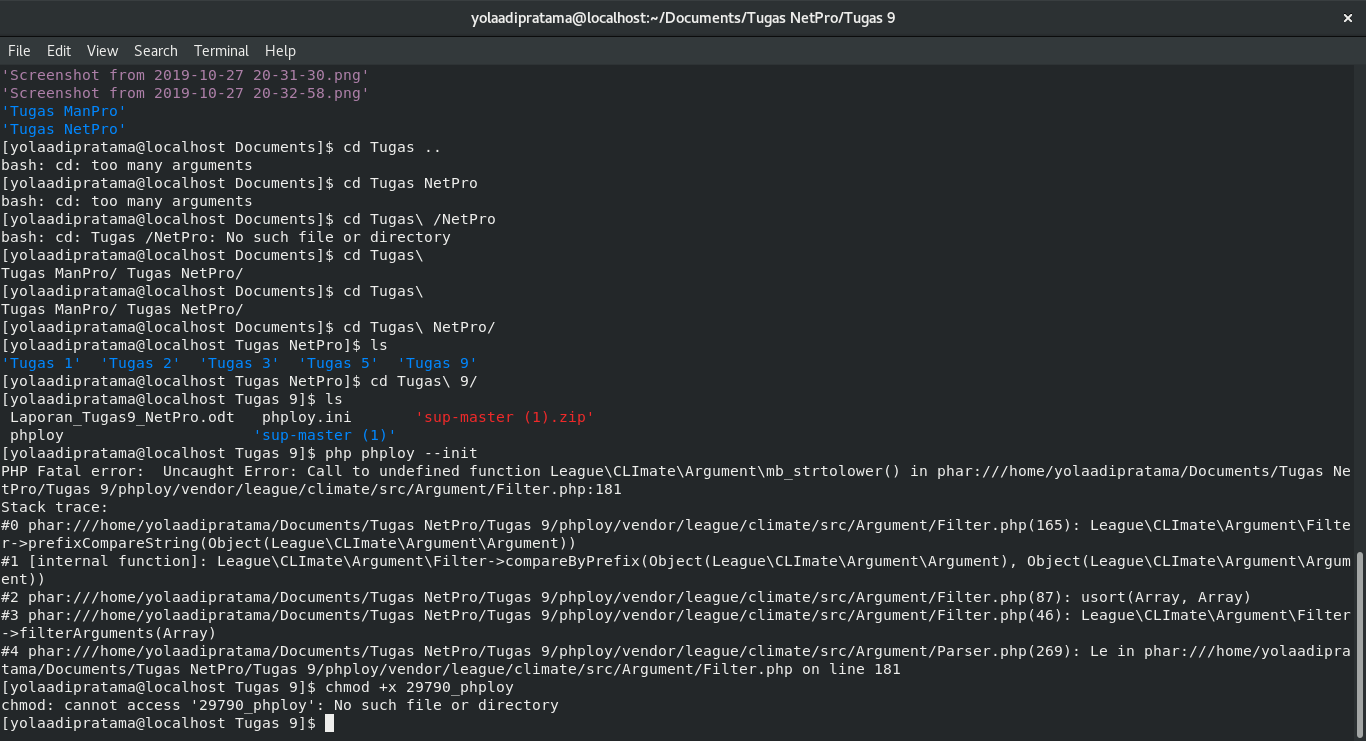 yolaadipratama@localhost:~/Documents/Tugas NetPro/Tugas 9
×
File Edit View Search Terminal Help
'Screenshot from 2019-10-27 20-31-30.png'
'Screenshot from 2019-10-27 20-32-58.png'
'Tugas ManPro'
'Tugas NetPro'
[yolaadipratama@localhost Documents]$ cd Tugas ..
bash: cd: too many arguments
[yolaadipratama@localhost Documents]$ cd Tugas NetPro
bash: cd: too many arguments
[yolaadipratama@localhost Documents]$ cd Tugas\ /NetPro
bash: cd: Tugas /NetPro: No such file or directory
[yolaadipratama@localhost Documents]$ cd Tugas\
Tugas ManPro/ Tugas NetPro/
[yolaadipratama@localhost Documents]$ cd Tugas\
Tugas ManPro/ Tugas NetPro/
[yolaadipratama@localhost Documents]$ cd Tugas\ NetPro/
[yolaadipratama@localhost Tugas NetPro]$ ls
'Tugas 1'  'Tugas 2'  'Tugas 3'  'Tugas 5'  'Tugas 9'
[yolaadipratama@localhost Tugas NetPro]$ cd Tugas\ 9/
[yolaadipratama@localhost Tugas 9]$ ls
 Laporan_Tugas9_NetPro.odt   phploy.ini       'sup-master (1).zip'
 phploy                     'sup-master (1)'
[yolaadipratama@localhost Tugas 9]$ php phploy --init
PHP Fatal error:  Uncaught Error: Call to undefined function League\CLImate\Argument\mb_strtolower() in phar:///home/yolaadipratama/Documents/Tugas Ne
tPro/Tugas 9/phploy/vendor/league/climate/src/Argument/Filter.php:181
Stack trace:
#0 phar:///home/yolaadipratama/Documents/Tugas NetPro/Tugas 9/phploy/vendor/league/climate/src/Argument/Filter.php(165): League\CLImate\Argument\Filte
r->prefixCompareString(Object(League\CLImate\Argument\Argument))
#1 [internal function]: League\CLImate\Argument\Filter->compareByPrefix(Object(League\CLImate\Argument\Argument), Object(League\CLImate\Argument\Argum
ent))
#2 phar:///home/yolaadipratama/Documents/Tugas NetPro/Tugas 9/phploy/vendor/league/climate/src/Argument/Filter.php(87): usort(Array, Array)
#3 phar:///home/yolaadipratama/Documents/Tugas NetPro/Tugas 9/phploy/vendor/league/climate/src/Argument/Filter.php(46): League\CLImate\Argument\Filter
->filterArguments(Array)
#4 phar:///home/yolaadipratama/Documents/Tugas NetPro/Tugas 9/phploy/vendor/league/climate/src/Argument/Parser.php(269): Le in phar:///home/yolaadipra
tama/Documents/Tugas NetPro/Tugas 9/phploy/vendor/league/climate/src/Argument/Filter.php on line 181
[yolaadipratama@localhost Tugas 9]$ chmod +x 29790_phploy
chmod: cannot access '29790_phploy': No such file or directory
[yolaadipratama@localhost Tugas 9]$